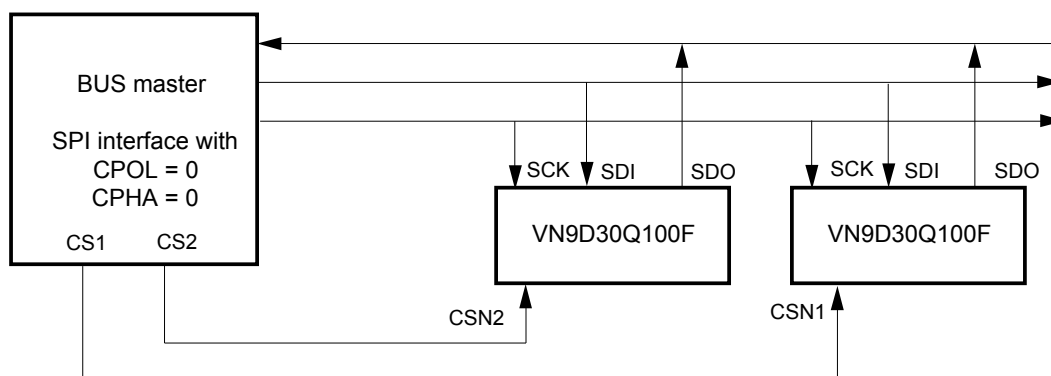 BUS master
SPI interface with
CPOL = 0
CPHA = 0
CS1 CS2
SCK SDI SDO
VN9D30Q100F
CSN2
SCK SDI SDO
VN9D30Q100F
CSN1